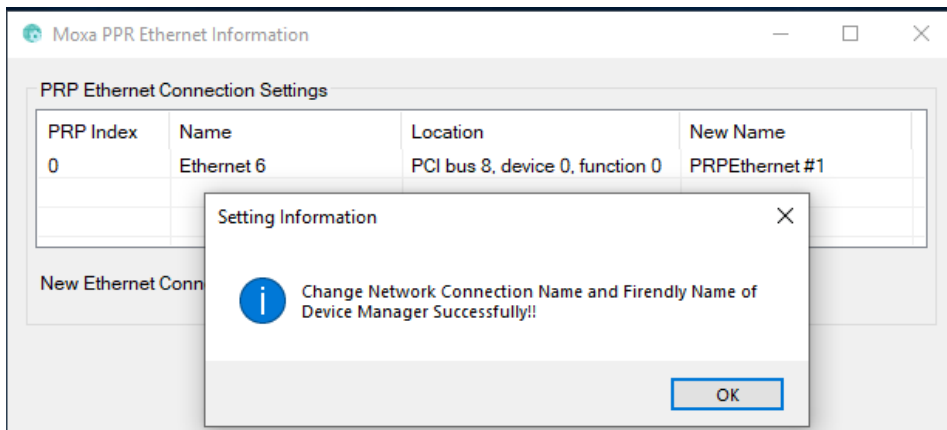 Moxa PPR Ethernet Information
PRP Ethernet Connection Settings
PRP Index Name Location New Name
0 Ethernet 6 PCI bus 8, device 0, function 0 PRPEthernet #1
Setting Information
New Ethernet Conn
Change Network Connection Name and Firendly Name of
Device Manager Successfully!!
OK